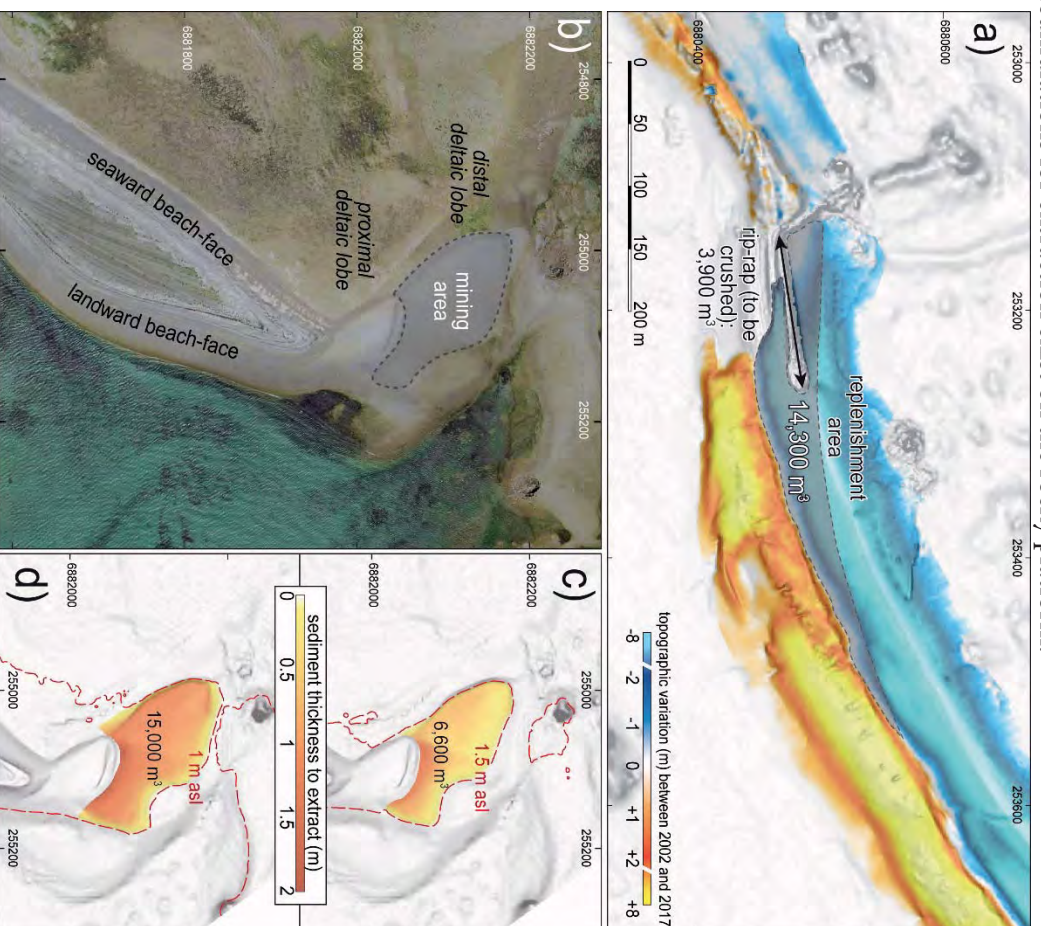 a)
253000
253200
253400
253600
6880600
6880400
0 50 100 150 200 m
replenishment
area
14,300 m³
rip-rap (to be
crushed):
3,900 m³
topographic variation (m) between 2002 and 2017
-8 -2 -1 0 +1 +2 +8
b)
254800
255000
255200
6882200
6882000
6881800
distal
deltaic lobe
proximal
deltaic lobe
mining
area
seaward beach-face
landward beach-face
c)
6882200
6882000
255000
255200
1.5 m asl
6,600 m³
sediment thickness to extract (m)
0 0.5 1 1.5 2
d)
6882000
255000
255200
1 m asl
15,000 m³